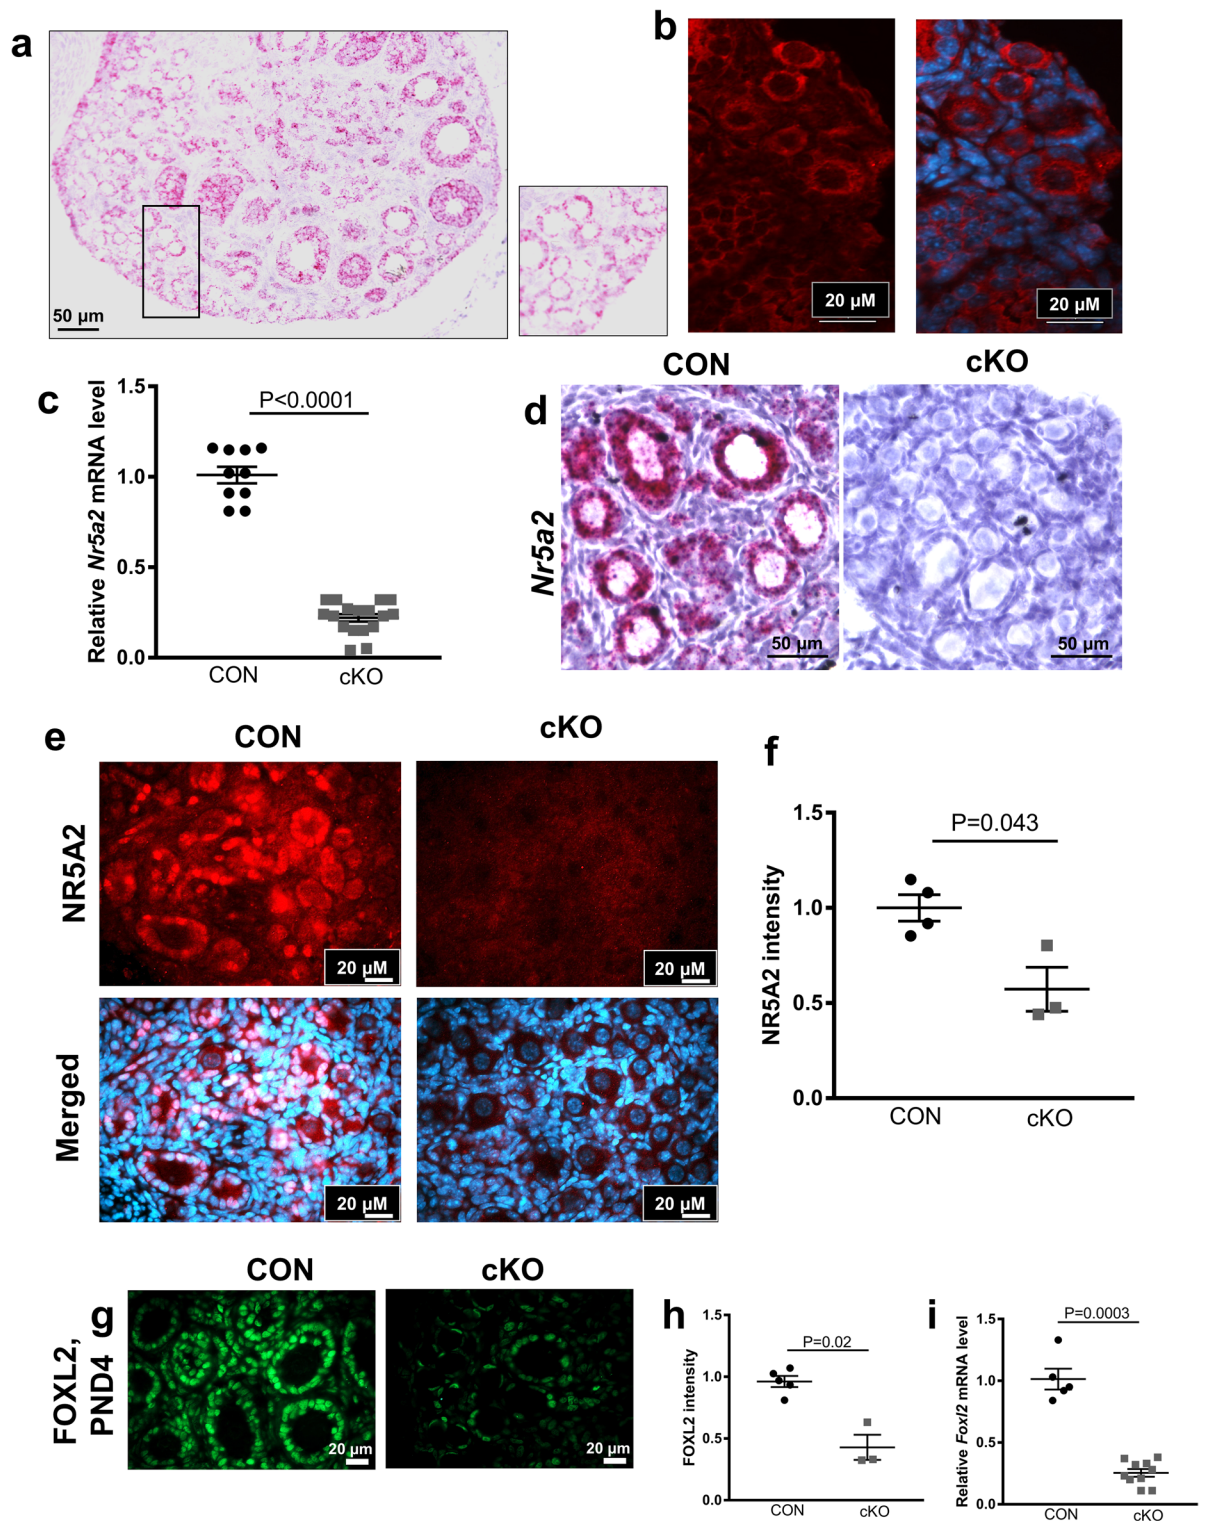 a
50 µm
b
20 µM
20 µM
c
Relative Nr5a2 mRNA level
1.5
1.0
0.5
0.0
P<0.0001
CON
cKO
CON
cKO
d
Nr5a2
50 µm
50 µm
e
CON
cKO
NR5A2
20 µM
20 µM
Merged
20 µM
20 µM
f
NR5A2 intensity
1.5
1.0
0.5
0.0
P=0.043
CON
cKO
g
CON
cKO
FOXL2,
PND4
20 µm
20 µm
h
FOXL2 intensity
1.5
1.0
0.5
0.0
P=0.02
CON
cKO
i
Relative Foxl2 mRNA level
1.5
1.0
0.5
0.0
P=0.0003
CON
cKO